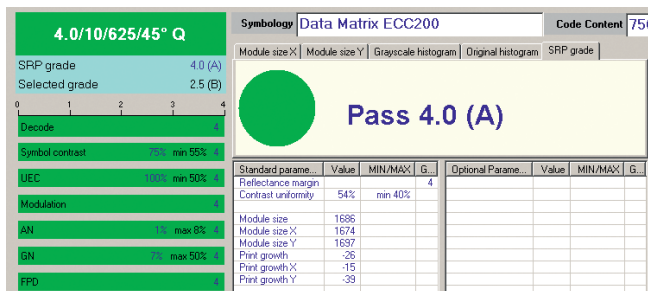 4.0/10/625/45° Q
SRP grade 4.0 (A)
Selected grade 2.5 (B)
0 1 2 3 4
Decode 4
Symbol contrast 75% min 55% 4
UEC 100% min 50% 4
Modulation 4
AN 1% max 8% 4
GN 7% max 50% 4
FPD 4
Symbology Data Matrix ECC200 Code Content 756
Module size X Module size Y Grayscale histogram Original histogram SRP grade
Pass 4.0 (A)
Standard parame... Value MIN/MAX G...
Reflectance margin 4
Contrast uniformity 54% min 40%
Module size 1686
Module size X 1674
Module size Y 1697
Print growth -26
Print growth X -15
Print growth Y -39
Optional Parame... Value MIN/MAX G...